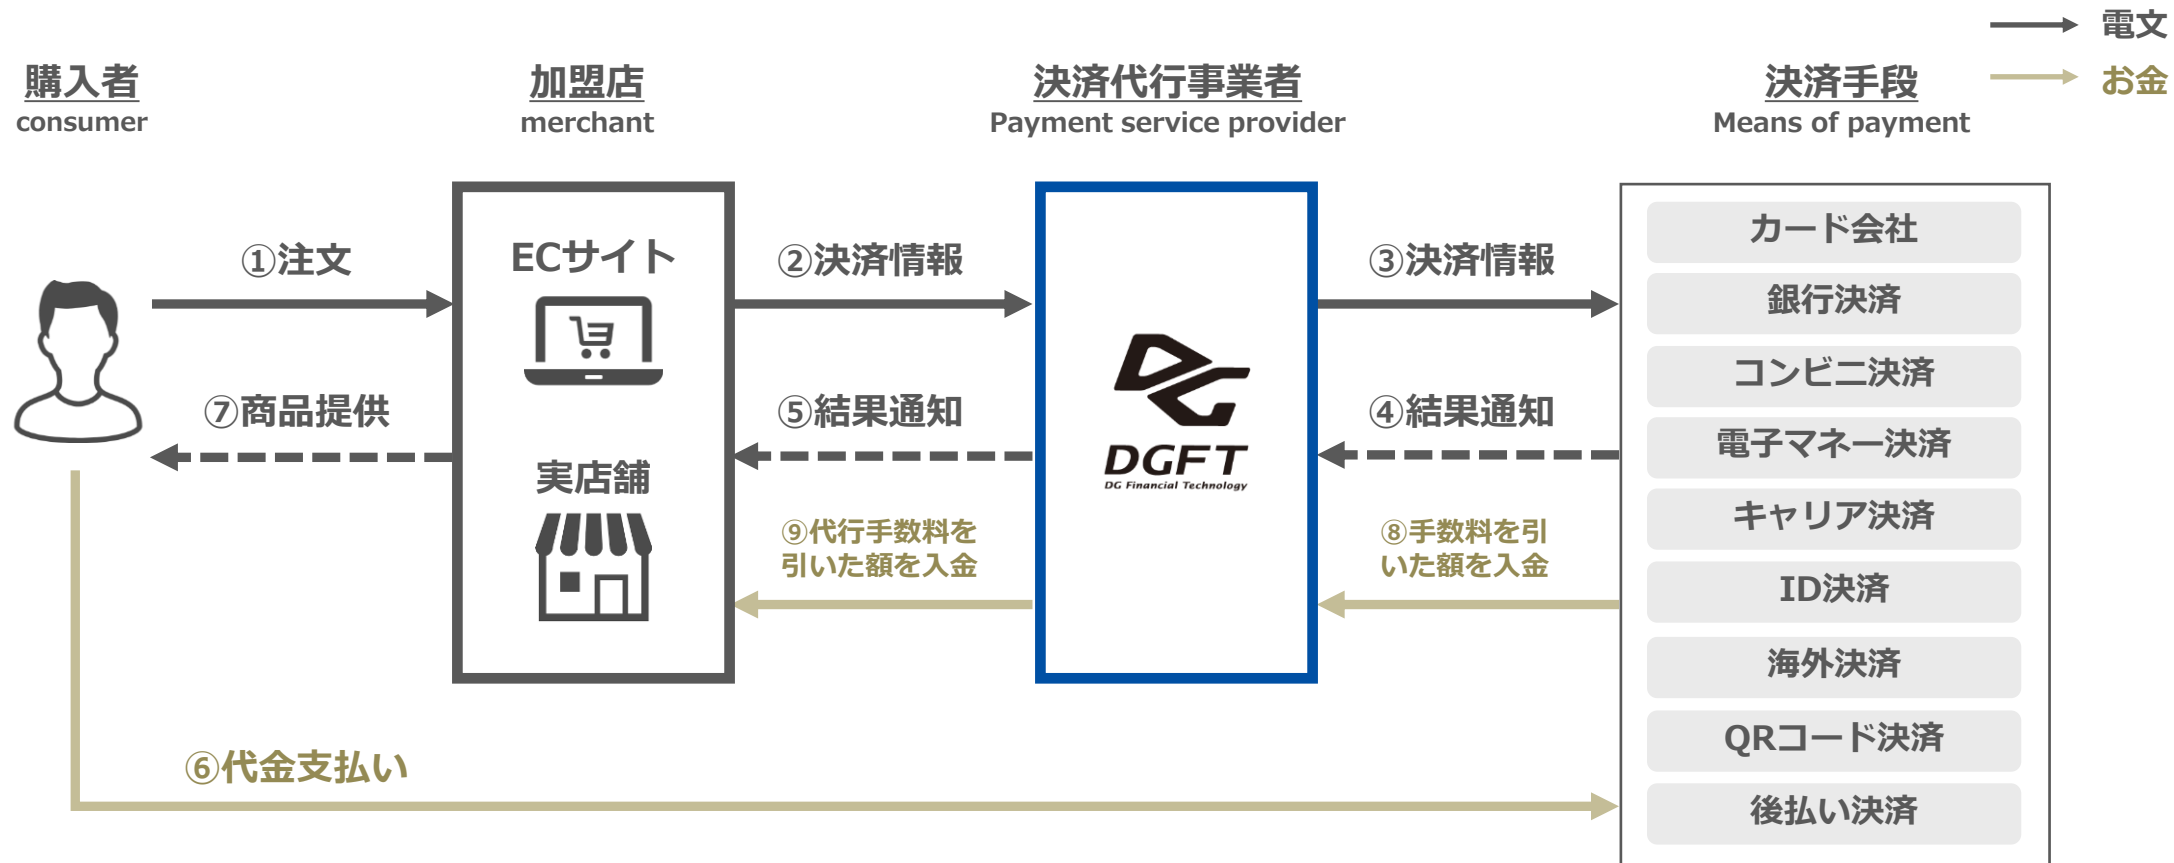 電文
お金
購入者
consumer
加盟店
merchant
決済代行事業者
Payment service provider
決済手段
Means of payment
①注文
ECサイト
②決済情報
③決済情報
⑦商品提供
実店舗
⑤結果通知
④結果通知
DGFT
DG Financial Technology
⑨代行手数料を
引いた額を入金
⑧手数料を引
いた額を入金
⑥代金支払い
カード会社
銀行決済
コンビニ決済
電子マネー決済
キャリア決済
ID決済
海外決済
QRコード決済
後払い決済